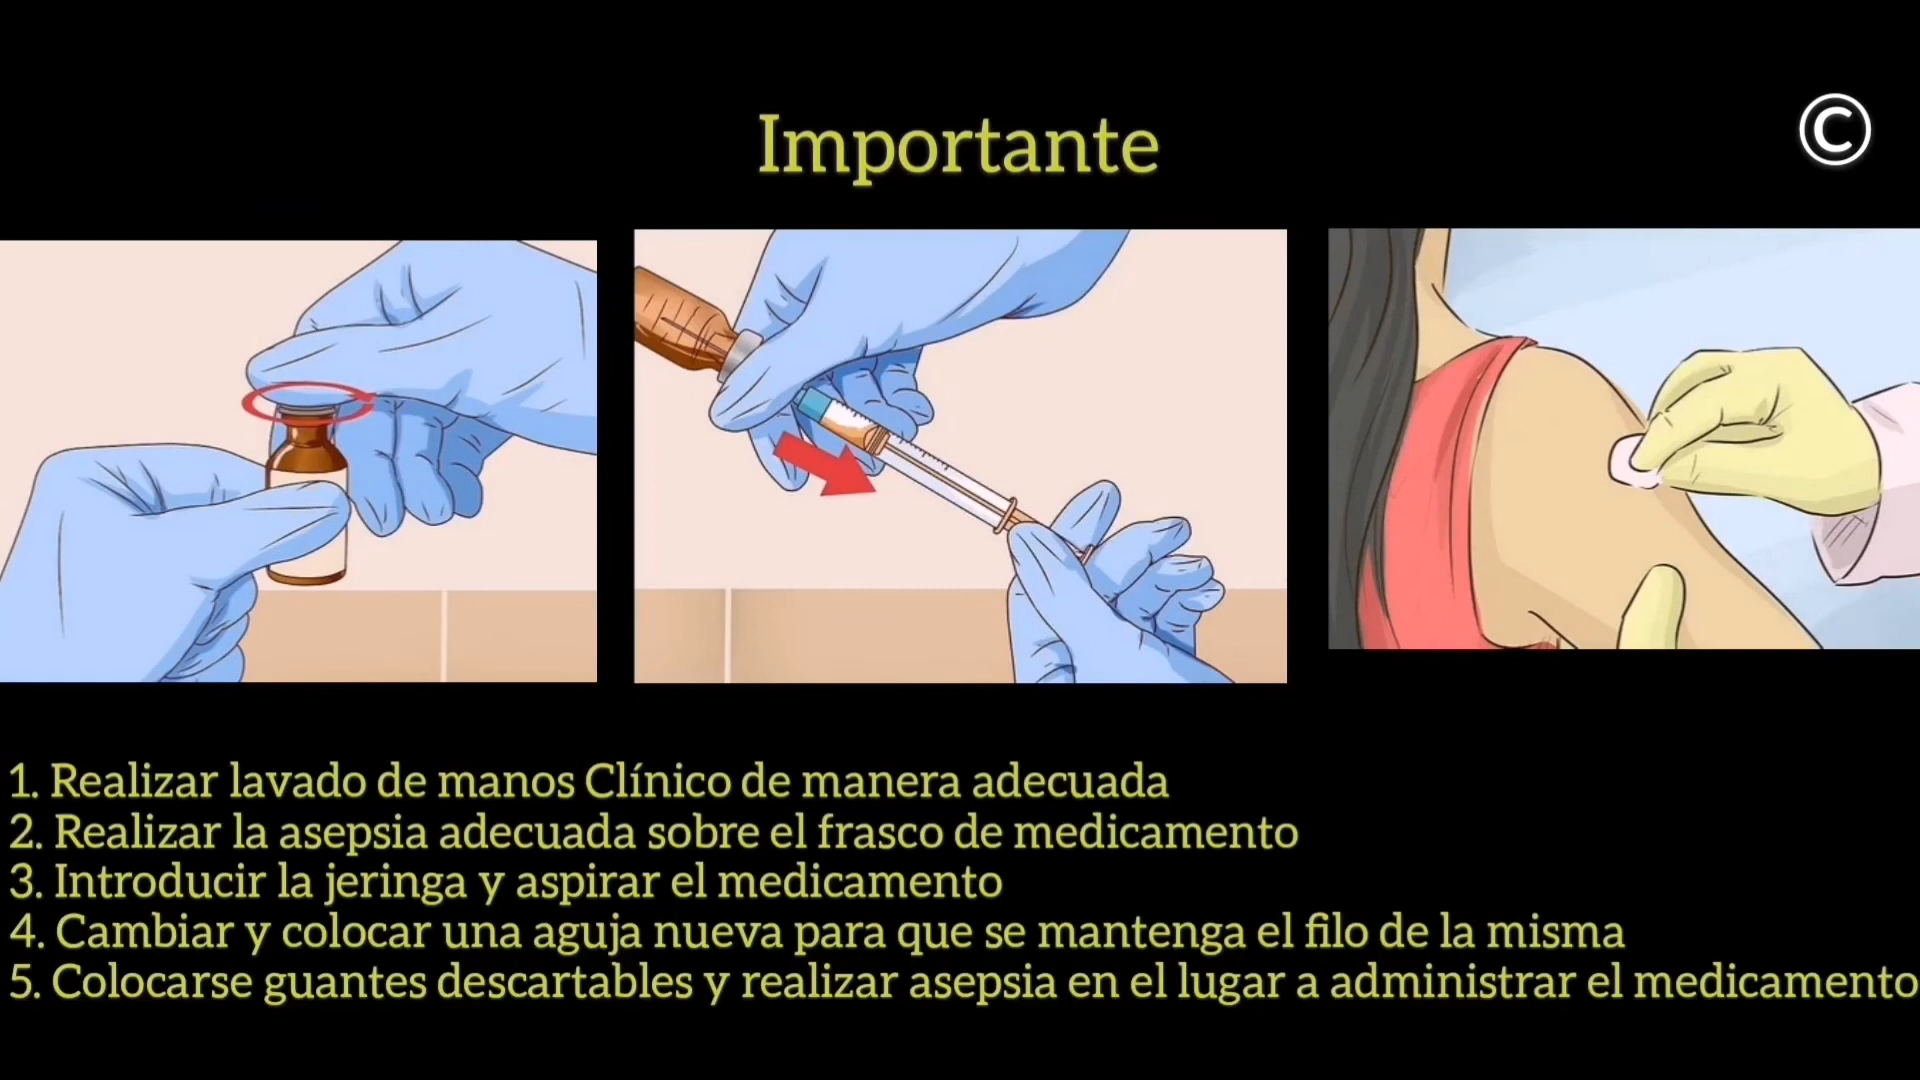 Importante
©
1. Realizar lavado de manos Clínico de manera adecuada
2. Realizar la asepsia adecuada sobre el frasco de medicamento
3. Introducir la jeringa y aspirar el medicamento
4. Cambiar y colocar una aguja nueva para que se mantenga el filo de la misma
5. Colocarse guantes descartables y realizar asepsia en el lugar a administrar el medicamento